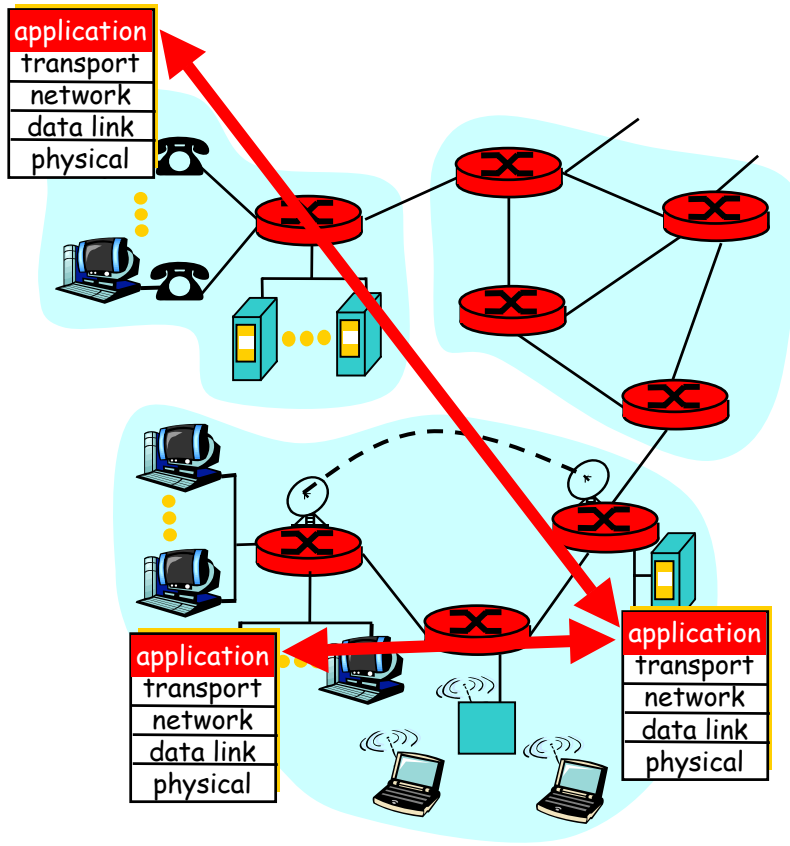 application
transport
network
data link
physical
application
transport
network
data link
physical
application
transport
network
data link
physical